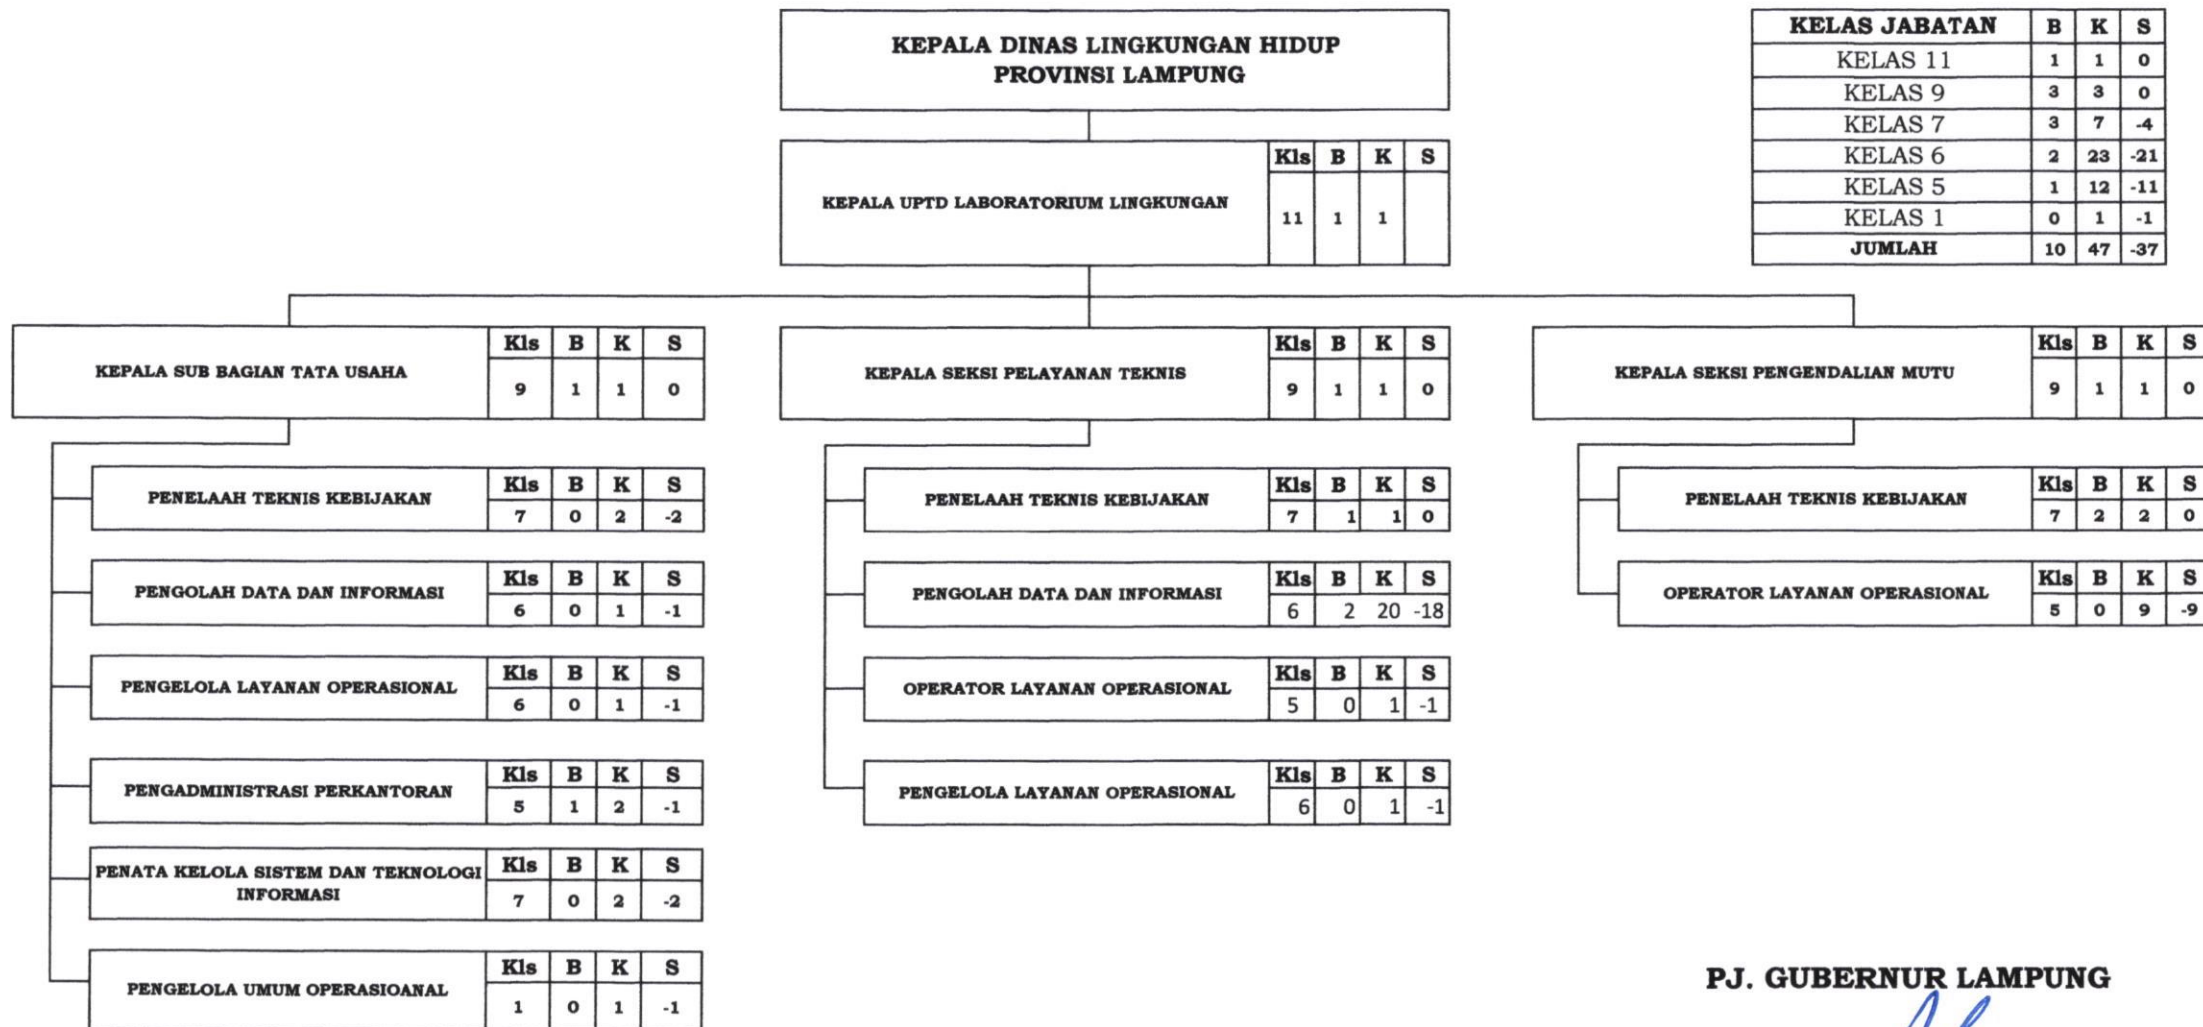 KEPALA DINAS LINGKUNGAN HIDUP
PROVINSI LAMPUNG
KELAS JABATAN B K S
KELAS 11 1 1 0
KELAS 9 3 3 0
KELAS 7 3 7 -4
KELAS 6 2 23 -21
KELAS 5 1 12 -11
KELAS 1 0 1 -1
JUMLAH 10 47 -37
KEPALA UPTD LABORATORIUM LINGKUNGAN
Kls B K S
11 1 1
KEPALA SUB BAGIAN TATA USAHA
Kls B K S
9 1 1 0
PENELAAH TEKNIS KEBIJAKAN
Kls B K S
7 0 2 -2
PENGOLAH DATA DAN INFORMASI
Kls B K S
6 0 1 -1
PENGELOLA LAYANAN OPERASIONAL
Kls B K S
6 0 1 -1
PENGADMINISTRASI PERKANTORAN
Kls B K S
5 1 2 -1
PENATA KELOLA SISTEM DAN TEKNOLOGI
INFORMASI
Kls B K S
7 0 2 -2
PENGELOLA UMUM OPERASIOANAL
Kls B K S
1 0 1 -1
KEPALA SEKSI PELAYANAN TEKNIS
Kls B K S
9 1 1 0
PENELAAH TEKNIS KEBIJAKAN
Kls B K S
7 1 1 0
PENGOLAH DATA DAN INFORMASI
Kls B K S
6 2 20 -18
OPERATOR LAYANAN OPERASIONAL
Kls B K S
5 0 1 -1
PENGELOLA LAYANAN OPERASIONAL
Kls B K S
6 0 1 -1
KEPALA SEKSI PENGENDALIAN MUTU
Kls B K S
9 1 1 0
PENELAAH TEKNIS KEBIJAKAN
Kls B K S
7 2 2 0
OPERATOR LAYANAN OPERASIONAL
Kls B K S
5 0 9 -9
PJ. GUBERNUR LAMPUNG